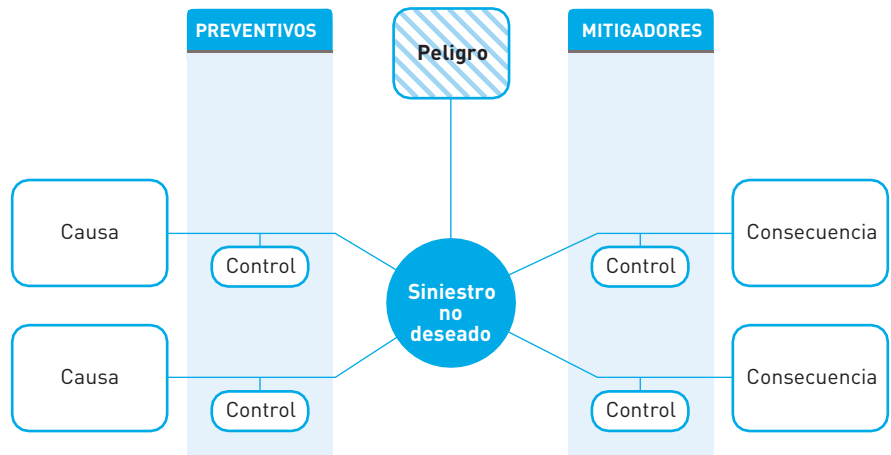 PREVENTIVOS
Peligro
MITIGADORES
Causa
Control
Siniestro
no
deseado
Control
Consecuencia
Causa
Control
Control
Consecuencia